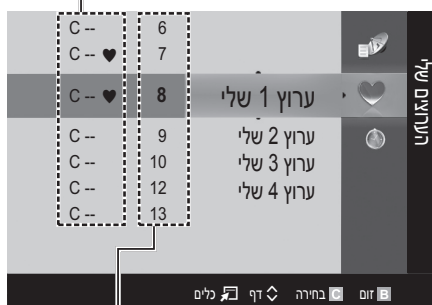 הערוצים שלי
6 C --
7 ♥ C --
ערוץ 1 שלי 8 ♥ C --
ערוץ 2 שלי 9 C --
ערוץ 3 שלי 10 C --
ערוץ 4 שלי 12 C --
13 C --
B זום C בחירה דף כלים